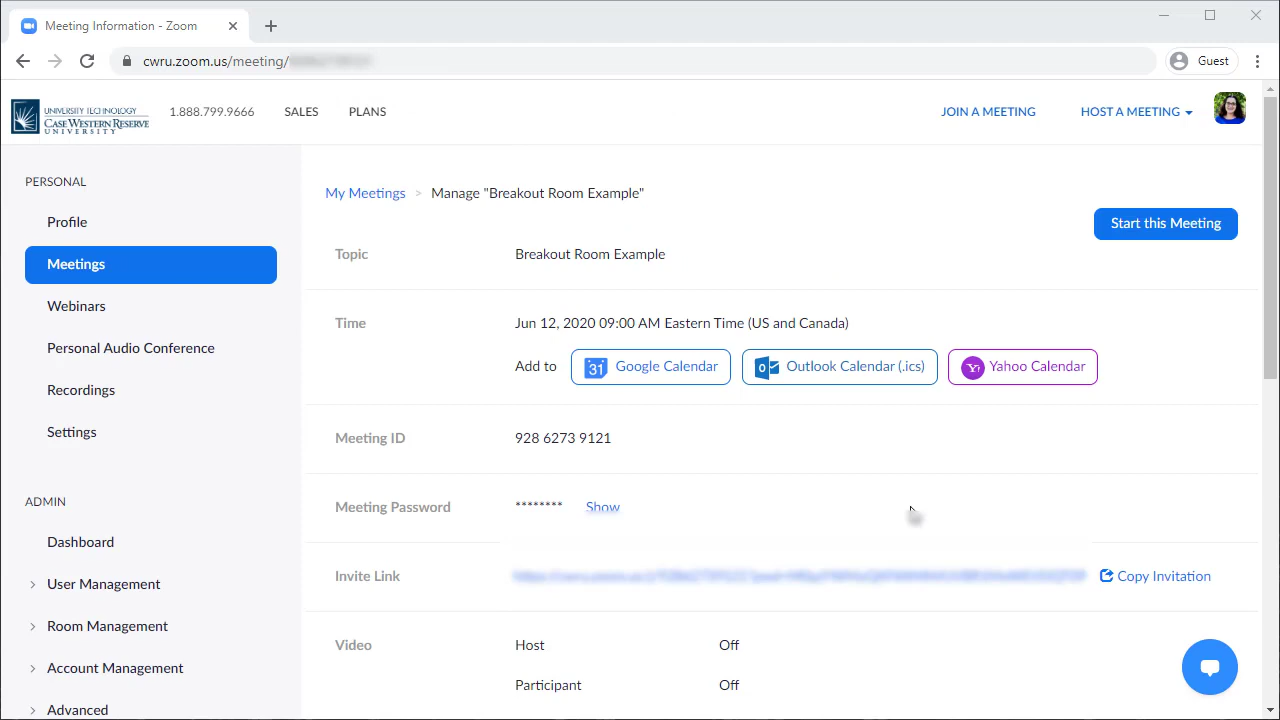 Meeting Information - Zoom
cwru.zoom.us/meeting/
Guest
UNIVERSITY TECHNOLOGY
CASE WESTERN RESERVE
UNIVERSITY
1.888.799.9666
SALES
PLANS
JOIN A MEETING
HOST A MEETING
PERSONAL
Profile
Meetings
Webinars
Personal Audio Conference
Recordings
Settings
ADMIN
Dashboard
User Management
Room Management
Account Management
Advanced
My Meetings > Manage "Breakout Room Example"
Start this Meeting
Topic Breakout Room Example
Time Jun 12, 2020 09:00 AM Eastern Time (US and Canada)
Add to 31 Google Calendar Outlook Calendar (.ics) Yahoo Calendar
Meeting ID 928 6273 9121
Meeting Password ******** Show
Invite Link Copy Invitation
Video Host Off
Participant Off